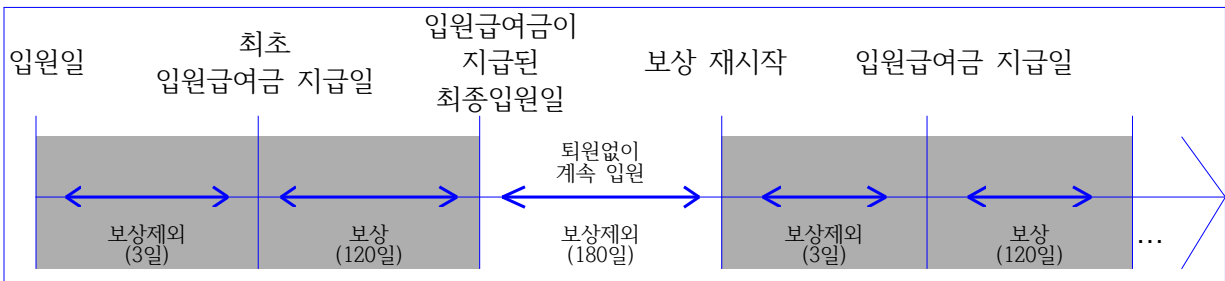 입원일
최초
입원급여금 지급일
입원급여금이
지급된
최종입원일
보상 재시작
입원급여금 지급일
퇴원없이
계속 입원
보상제외
(3일)
보상
(120일)
보상제외
(180일)
보상제외
(3일)
보상
(120일)
...